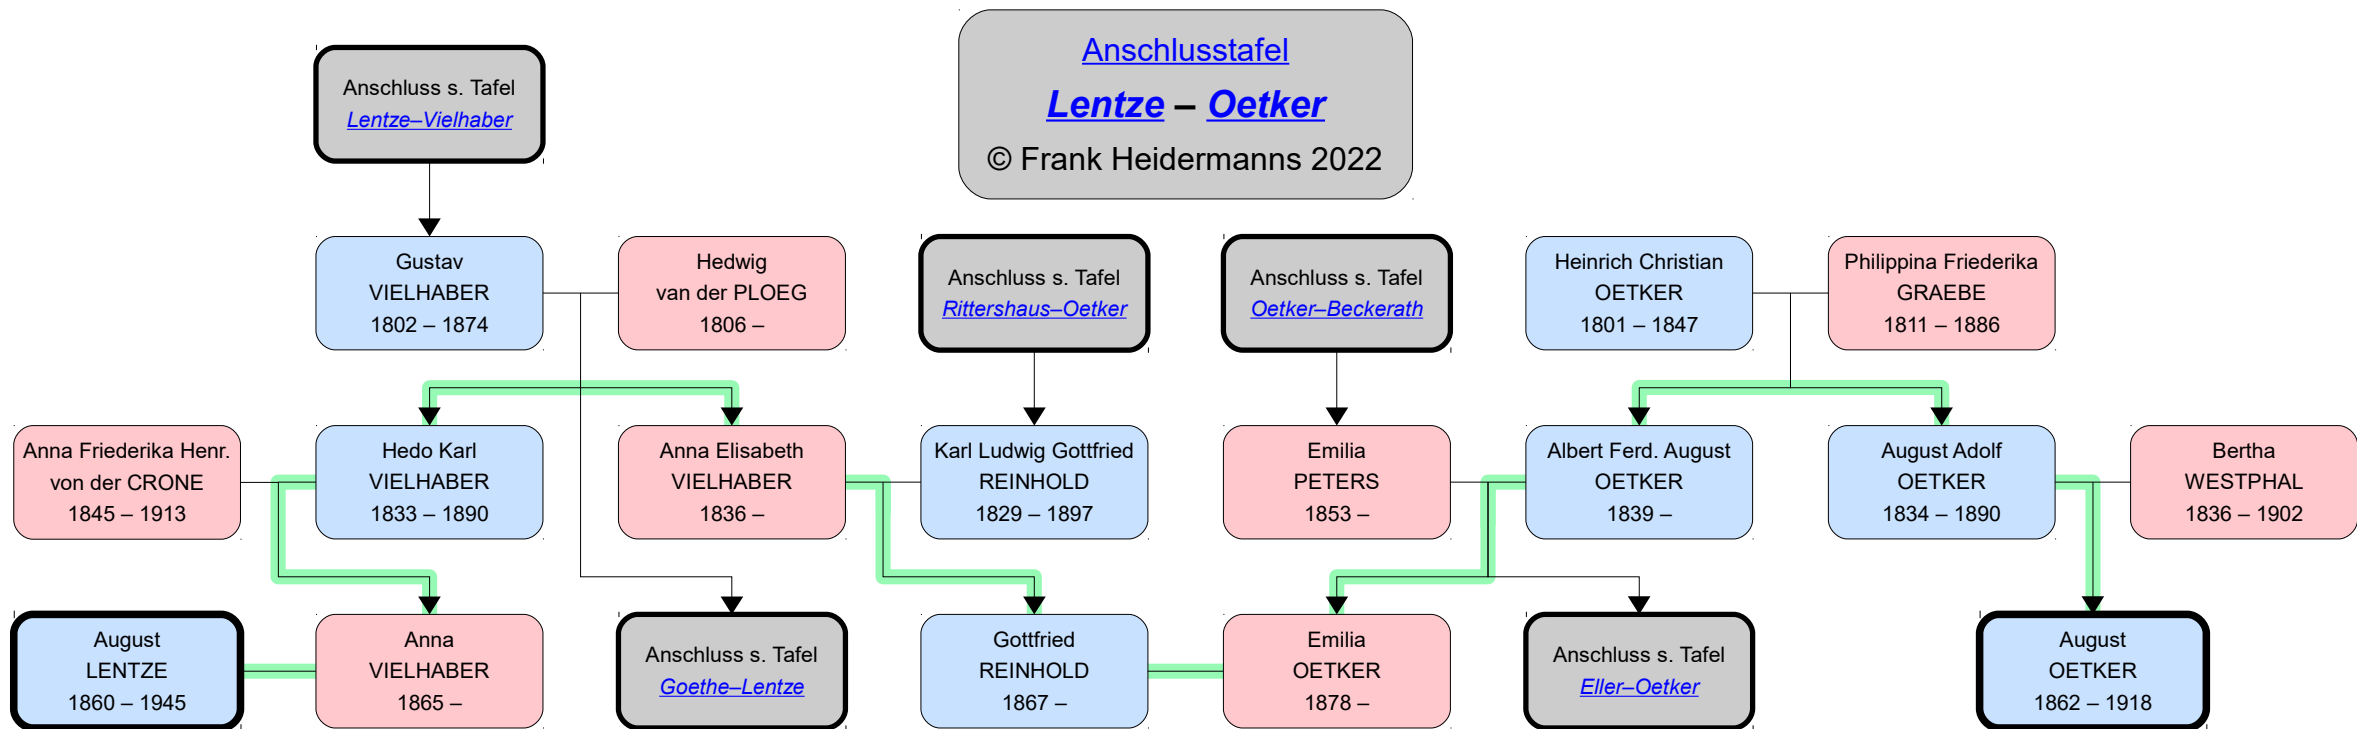 Anschlusstafel
Lentze – Oetker
© Frank Heidermanns 2022
Anschluss s. Tafel
Lentze–Vielhaber
Gustav
VIELHABER
1802 – 1874
Hedwig
van der PLOEG
1806 –
Anschluss s. Tafel
Rittershaus–Oetker
Anschluss s. Tafel
Oetker–Beckerath
Heinrich Christian
OETKER
1801 – 1847
Philippina Friederika
GRAEBE
1811 – 1886
Anna Friederika Henr.
von der CRONE
1845 – 1913
Hedo Karl
VIELHABER
1833 – 1890
Anna Elisabeth
VIELHABER
1836 –
Karl Ludwig Gottfried
REINHOLD
1829 – 1897
Emilia
PETERS
1853 –
Albert Ferd. August
OETKER
1839 –
August Adolf
OETKER
1834 – 1890
Bertha
WESTPHAL
1836 – 1902
August
LENTZE
1860 – 1945
Anna
VIELHABER
1865 –
Anschluss s. Tafel
Goethe–Lentze
Gottfried
REINHOLD
1867 –
Emilia
OETKER
1878 –
Anschluss s. Tafel
Eller–Oetker
August
OETKER
1862 – 1918